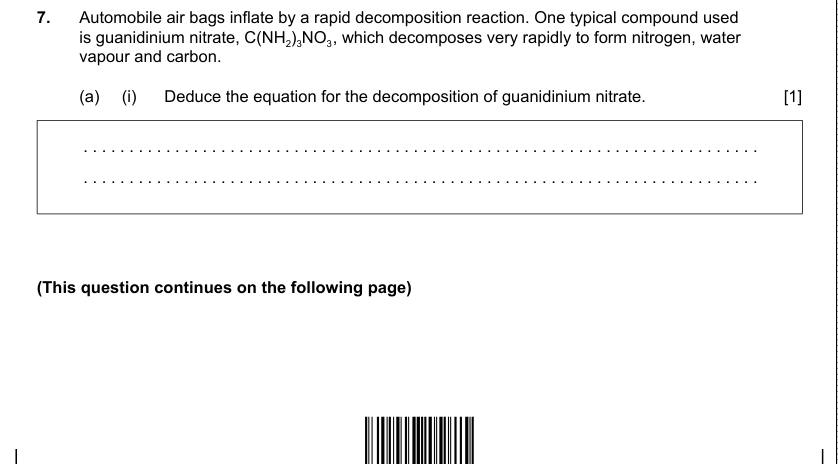 7. Automobile air bags inflate by a rapid decomposition reaction. One typical compound used
is guanidinium nitrate, C(NH₂)₃NO₃, which decomposes very rapidly to form nitrogen, water
vapour and carbon.
(a) (i) Deduce the equation for the decomposition of guanidinium nitrate. [1]
(This question continues on the following page)